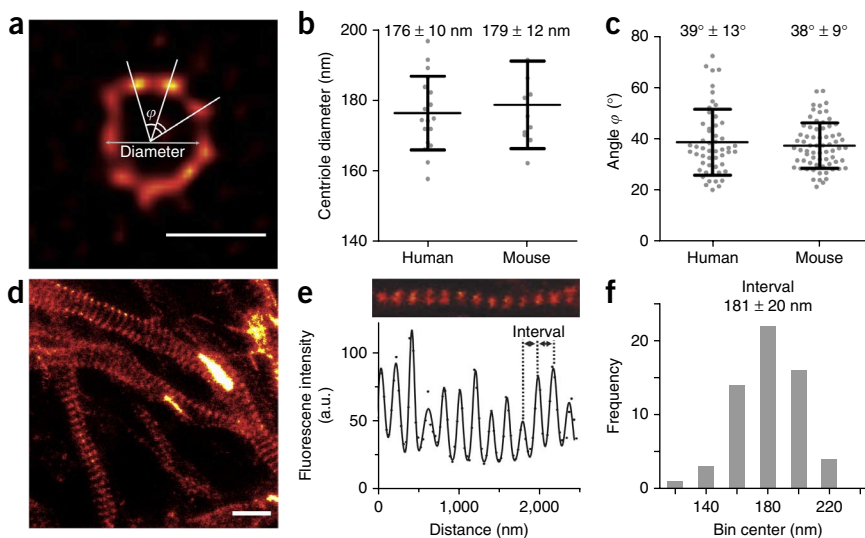 a
φ
Diameter
b
176 ± 10 nm 179 ± 12 nm
Centriole diameter (nm)
200
180
160
140
Human Mouse
c
39° ± 13° 38° ± 9°
Angle φ (°)
80
60
40
20
0
Human Mouse
d
e
Interval
Fluorescene intensity
(a.u.)
100
50
0
0 1,000 2,000
Distance (nm)
f
Interval
181 ± 20 nm
Frequency
20
10
0
140 180 220
Bin center (nm)